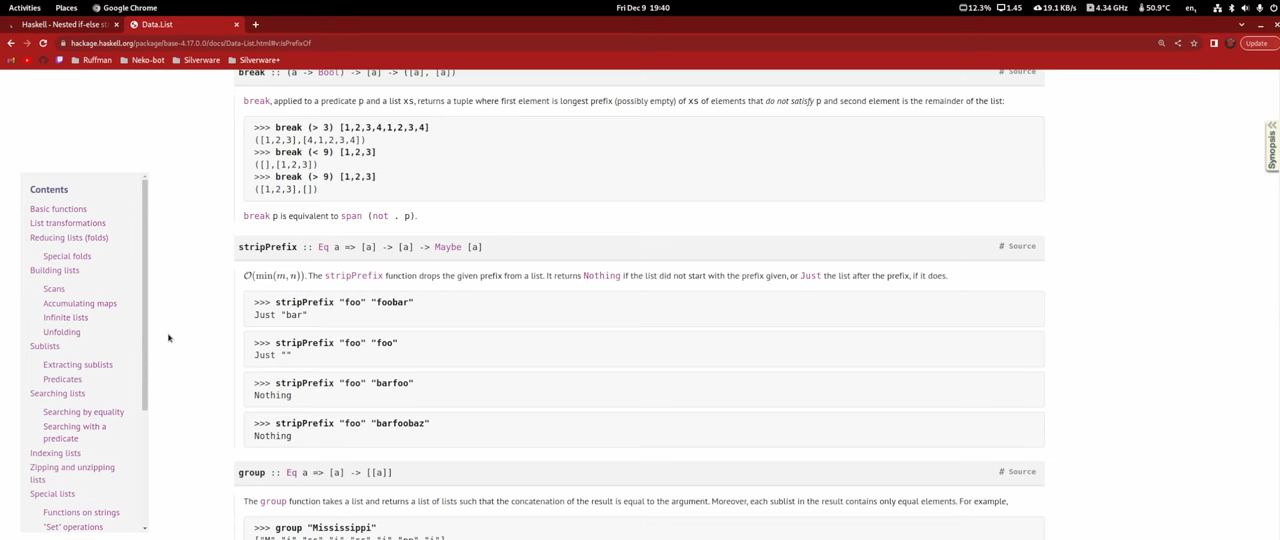 Activities Places Google Chrome Fri Dec 9 19:40 12.3% 1.45 19.1 KB/s 4.34 GHz 50.9°C en,
Haskell - Nested if-else st Data.List
hackage.haskell.org/package/base-4.17.0.0/docs/Data-List.html#v:isPrefixOf Update
Ruffman Neko-bot Silverware Silverware+
break :: (a -> Bool) -> [a] -> ([a], [a]) # Source
break, applied to a predicate p and a list xs, returns a tuple where first element is longest prefix (possibly empty) of xs of elements that do not satisfy p and second element is the remainder of the list:
>>> break (> 3) [1,2,3,4,1,2,3,4]
([1,2,3],[4,1,2,3,4])
>>> break (< 9) [1,2,3]
([],[1,2,3])
>>> break (> 9) [1,2,3]
([1,2,3],[])
break p is equivalent to span (not . p).
stripPrefix :: Eq a => [a] -> [a] -> Maybe [a] # Source
O(min(m, n)). The stripPrefix function drops the given prefix from a list. It returns Nothing if the list did not start with the prefix given, or Just the list after the prefix, if it does.
>>> stripPrefix "foo" "foobar"
Just "bar"
>>> stripPrefix "foo" "foo"
Just ""
>>> stripPrefix "foo" "barfoo"
Nothing
>>> stripPrefix "foo" "barfoobaz"
Nothing
group :: Eq a => [a] -> [[a]] # Source
The group function takes a list and returns a list of lists such that the concatenation of the result is equal to the argument. Moreover, each sublist in the result contains only equal elements. For example,
>>> group "Mississippi"
["M","i","ss","i","ss","i","pp","i"]
Contents
Basic functions
List transformations
Reducing lists (folds)
Special folds
Building lists
Scans
Accumulating maps
Infinite lists
Unfolding
Sublists
Extracting sublists
Predicates
Searching lists
Searching by equality
Searching with a
predicate
Indexing lists
Zipping and unzipping
lists
Special lists
Functions on strings
"Set" operations
Synopsis